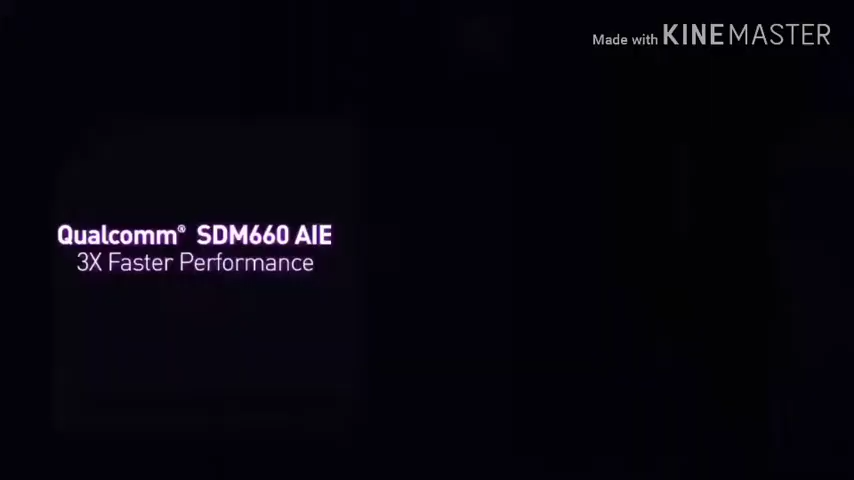 Made with KINEMASTER
Qualcomm® SDM660 AIE
3X Faster Performance